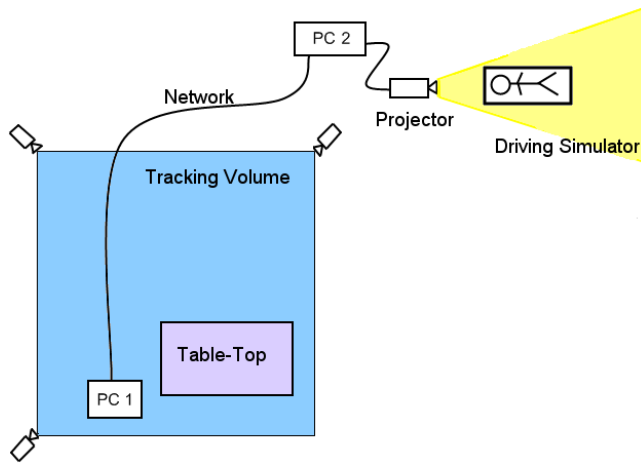 PC 2
Network
Projector
Driving Simulator
Tracking Volume
Table-Top
PC 1